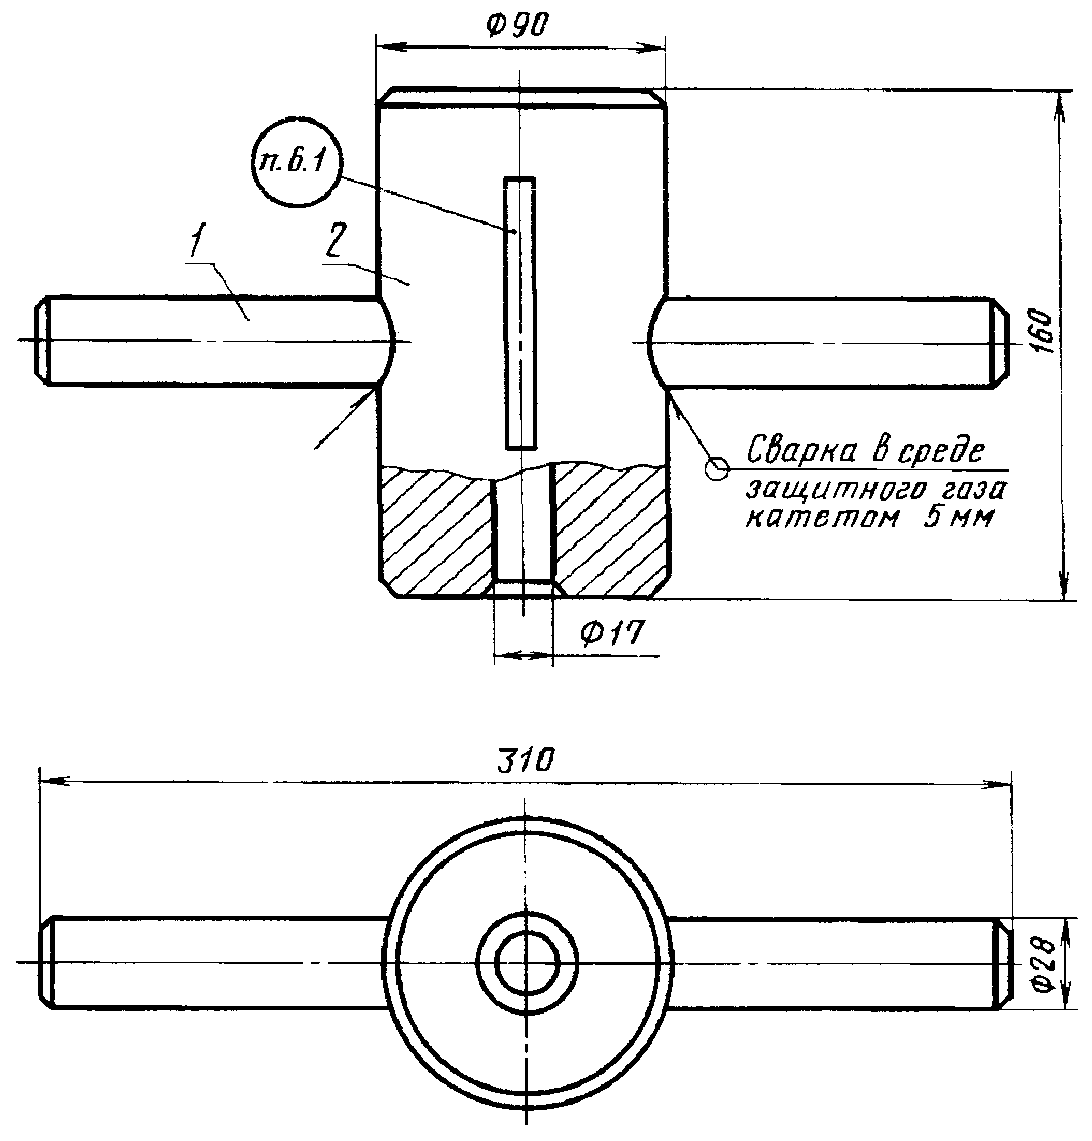 Ф90
п.6.1
1
2
160
Сварка в среде
защитного газа
катетом 5 мм
Ф17
310
Ф28